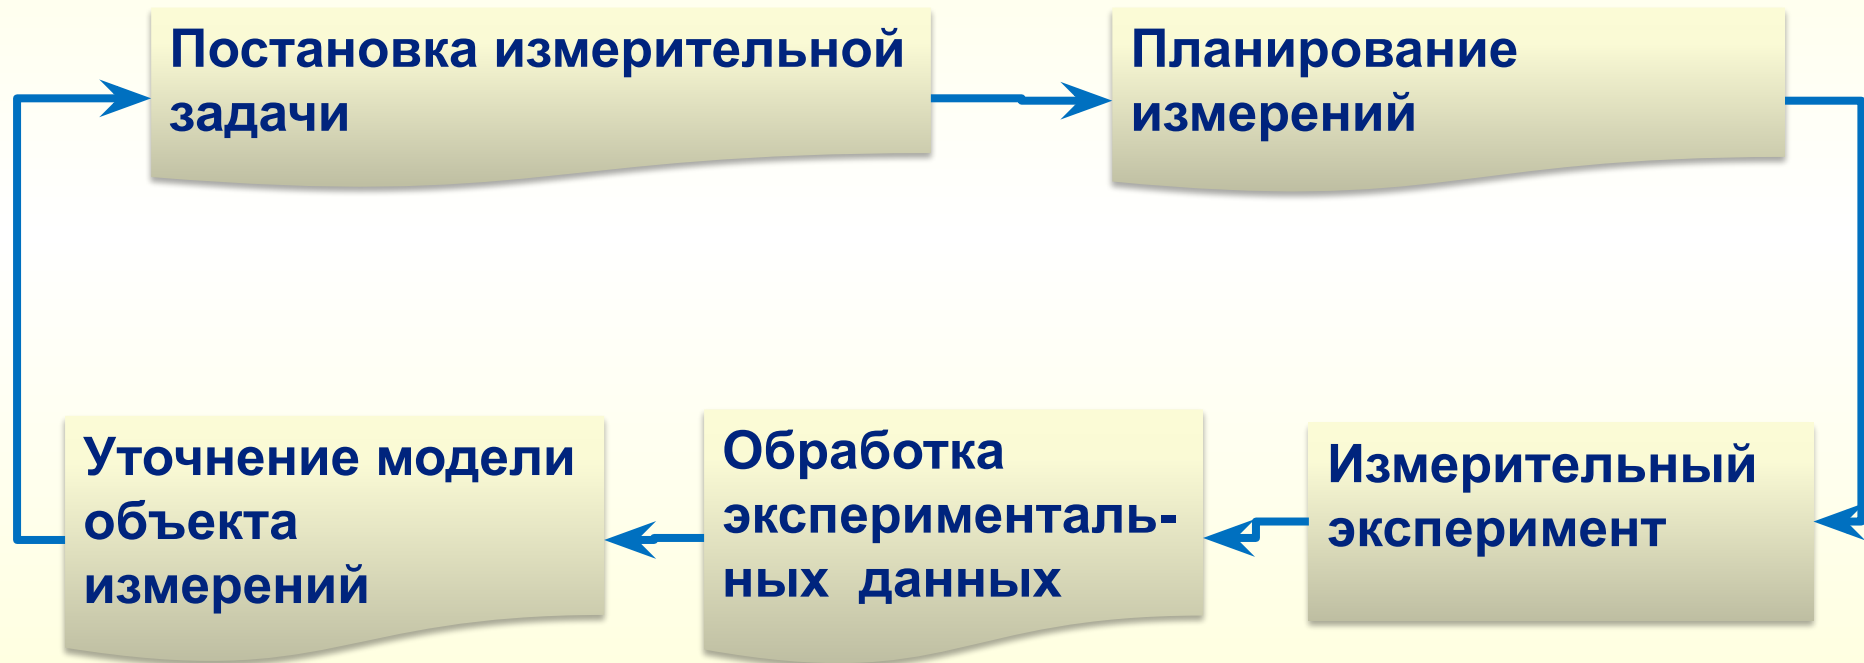 Постановка измерительной
задачи
Планирование
измерений
Уточнение модели
объекта
измерений
Обработка
эксперименталь-
ных данных
Измерительный
эксперимент